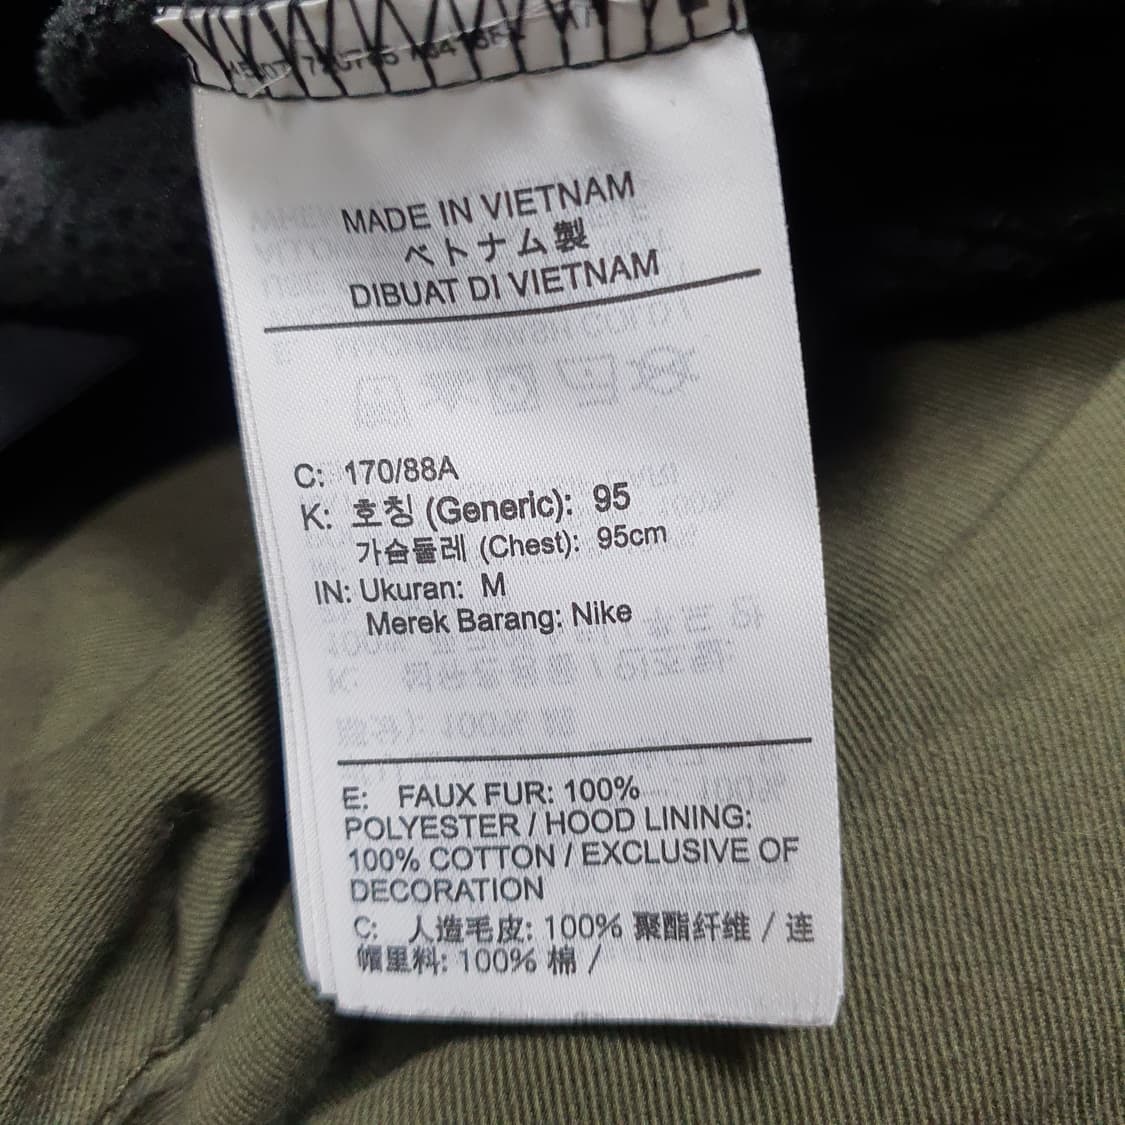 MADE IN VIETNAM
ベトナム製
DIBUAT DI VIETNAM
C: 170/88A
K: 호칭 (Generic): 95
가슴둘레 (Chest): 95cm
IN: Ukuran: M
Merek Barang: Nike
E: FAUX FUR: 100%
POLYESTER / HOOD LINING:
100% COTTON / EXCLUSIVE OF
DECORATION
C: 人造毛皮: 100% 聚酯纤维 / 连
帽里料: 100% 棉 /